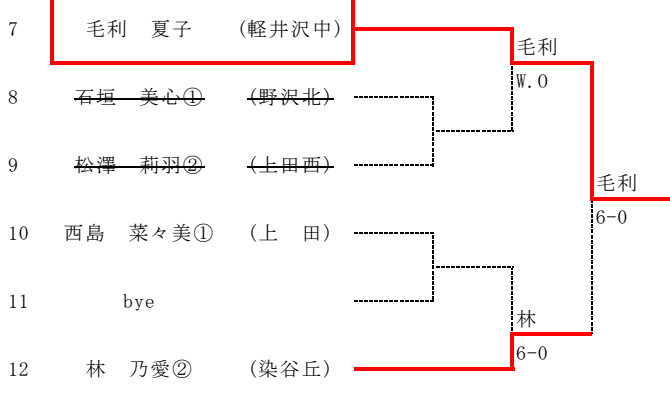 7 毛利 夏子 (軽井沢中)
毛利
W.0
8 石垣 美心① (野沢北)
9 松澤 莉羽② (上田西)
毛利
6-0
10 西島 菜々美① (上 田)
11 bye
林
6-0
12 林 乃愛② (染谷丘)